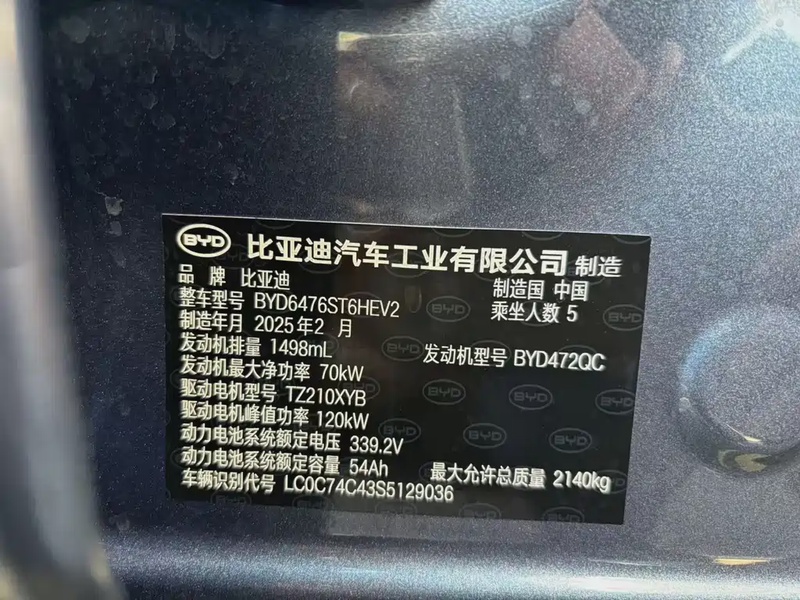 BYD 比亚迪汽车工业有限公司 制造
品 牌 比亚迪 制造国 中国
整车型号 BYD6476ST6HEV2 乘坐人数 5
制造年月 2025年2 月
发动机排量 1498mL 发动机型号 BYD472QC
发动机最大净功率 70kW
驱动电机型号 TZ210XYB
驱动电机峰值功率 120kW
动力电池系统额定电压 339.2V
动力电池系统额定容量 54Ah 最大允许总质量 2140kg
车辆识别代号 LC0C74C43S5129036